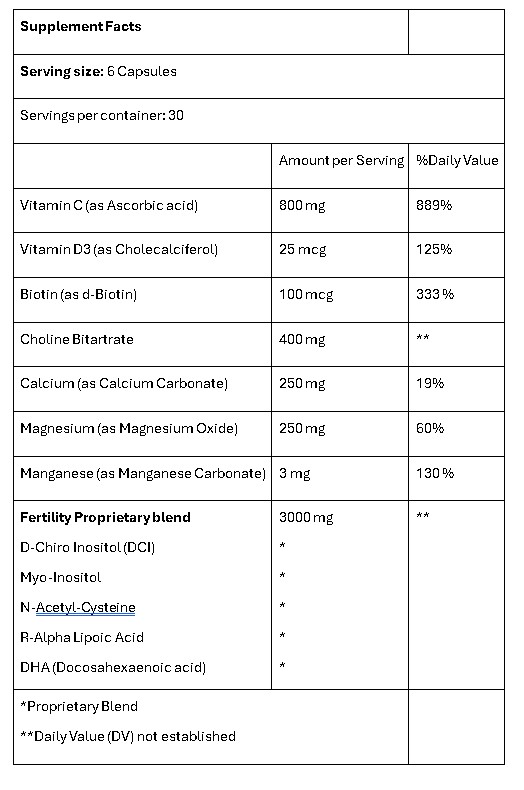 Supplement Facts
Serving size: 6 Capsules
Servings per container: 30
Amount per Serving %Daily Value
Vitamin C (as Ascorbic acid) 800 mg 889%
Vitamin D3 (as Cholecalciferol) 25 mcg 125%
Biotin (as d-Biotin) 100 mcg 333 %
Choline Bitartrate 400 mg **
Calcium (as Calcium Carbonate) 250 mg 19%
Magnesium (as Magnesium Oxide) 250 mg 60%
Manganese (as Manganese Carbonate) 3 mg 130 %
Fertility Proprietary blend 3000 mg **
D-Chiro Inositol (DCI) *
Myo-Inositol *
N-Acetyl-Cysteine *
R-Alpha Lipoic Acid *
DHA (Docosahexaenoic acid) *
*Proprietary Blend
**Daily Value (DV) not established